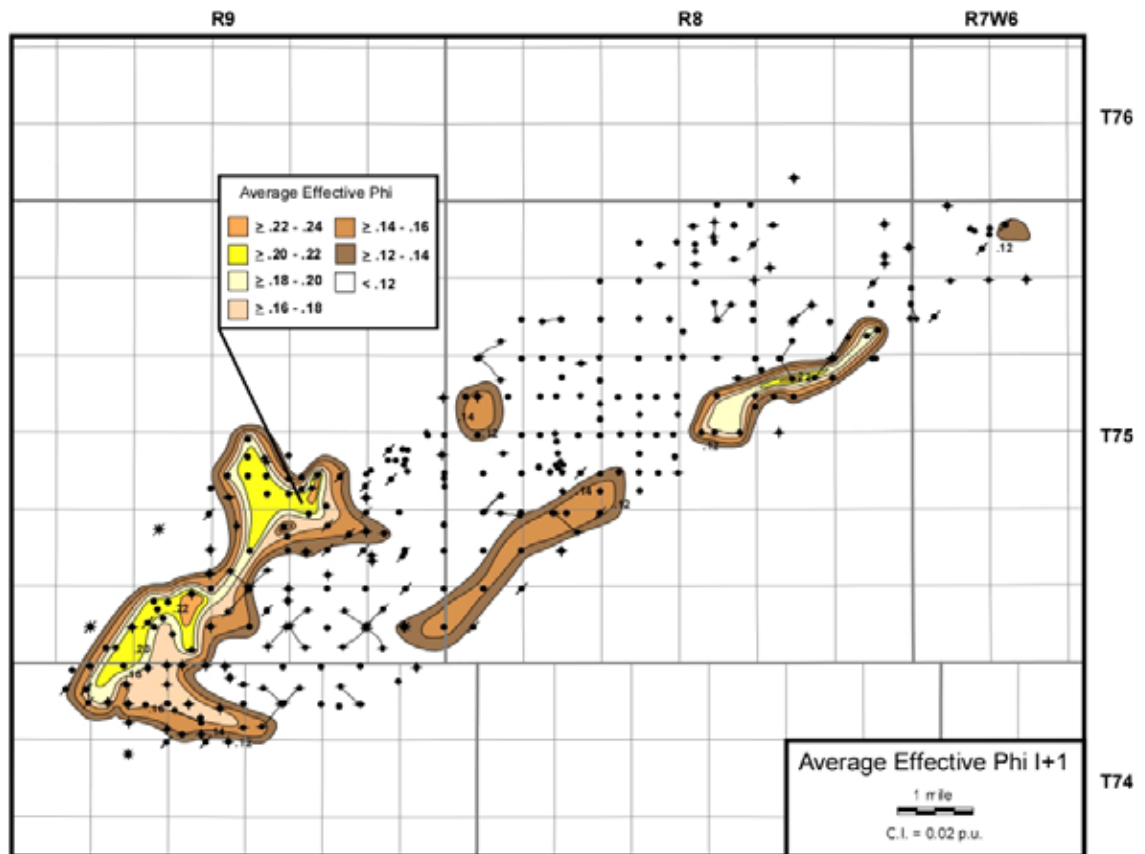 R9 R8 R7W6
T76
Average Effective Phi
≥ .22 - .24 ≥ .14 - .16
≥ .20 - .22 ≥ .12 - .14
≥ .18 - .20 < .12
≥ .16 - .18
.12
.22
.14
.12
T75
.12
.14
.12
.22
.20
.16
.16
.14
.12
Average Effective Phi I+1
1 mile
C.I. = 0.02 p.u.
T74